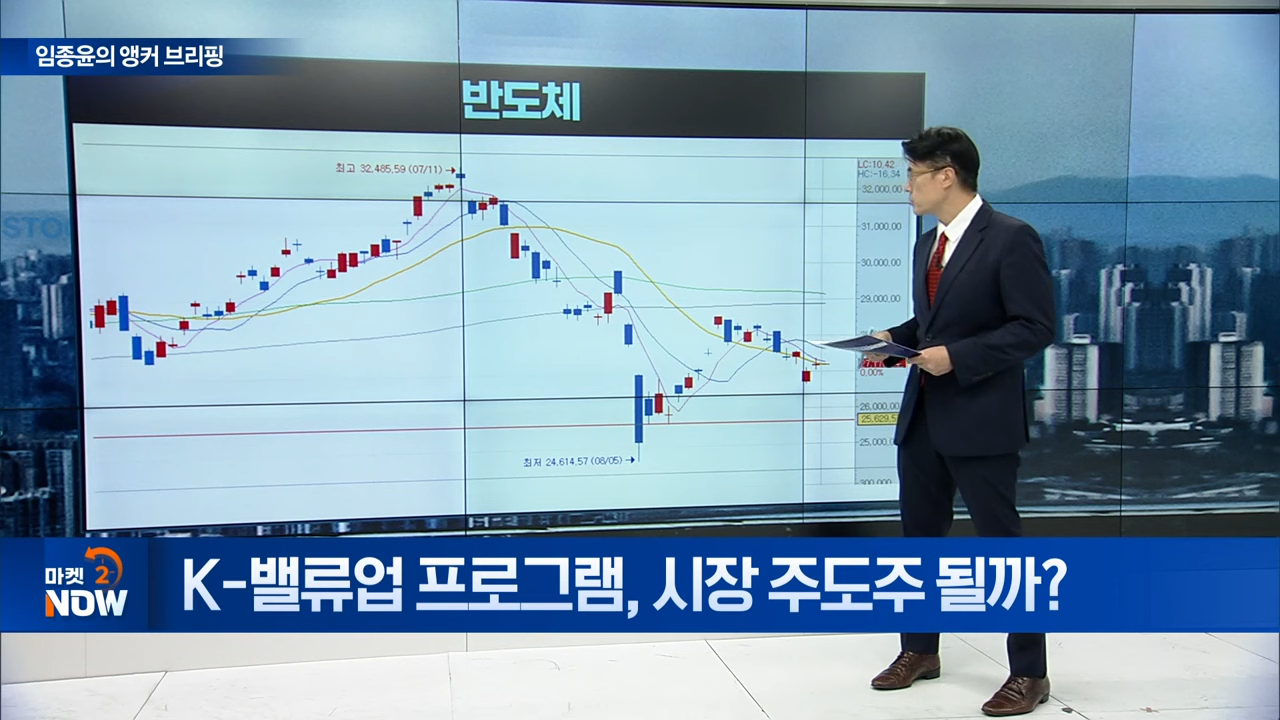 임종윤의 앵커 브리핑
반도체
최고 32,485.59 (07/11)→
LC:10.42
HC:-16.34
32,000.00
31,000.00
30,000.00
29,000.00
0.00%
26,000.00
25,629.5
25,000.00
최저 24,614.57 (08/05)→
300,000
STO
마켓 2
NOW
K-밸류업 프로그램, 시장 주도주 될까?